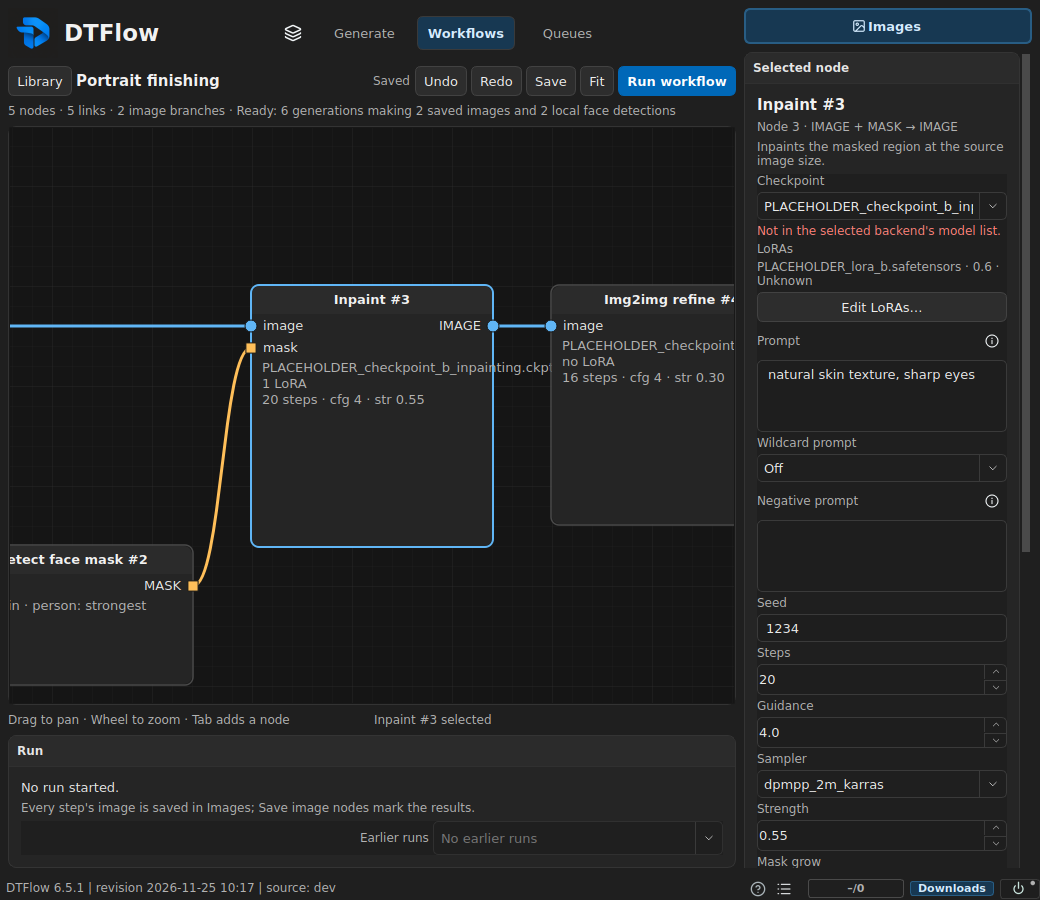 DTFlow
Generate
Workflows
Queues
Images
Library
Portrait finishing
Saved
Undo
Redo
Save
Fit
Run workflow
5 nodes · 5 links · 2 image branches · Ready: 6 generations making 2 saved images and 2 local face detections
Inpaint #3
image
IMAGE
mask
PLACEHOLDER_checkpoint_b_inpainting.ckpt
1 LoRA
20 steps · cfg 4 · str 0.55
Img2img refine #4
image
PLACEHOLDER_checkpoint
no LoRA
16 steps · cfg 4 · str 0.30
etect face mask #2
MASK
in · person: strongest
Drag to pan · Wheel to zoom · Tab adds a node
Inpaint #3 selected
Run
No run started.
Every step's image is saved in Images; Save image nodes mark the results.
Earlier runs
No earlier runs
Selected node
Inpaint #3
Node 3 · IMAGE + MASK → IMAGE
Inpaints the masked region at the source
image size.
Checkpoint
PLACEHOLDER_checkpoint_b_inp
Not in the selected backend's model list.
LoRAs
PLACEHOLDER_lora_b.safetensors · 0.6 ·
Unknown
Edit LoRAs...
Prompt
natural skin texture, sharp eyes
Wildcard prompt
Off
Negative prompt
Seed
1234
Steps
20
Guidance
4.0
Sampler
dpmpp_2m_karras
Strength
0.55
Mask grow
DTFlow 6.5.1 | revision 2026-11-25 10:17 | source: dev
–/0
Downloads